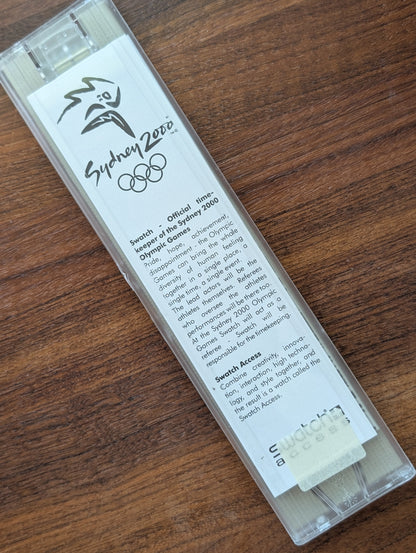 Sydney 2000
TM
Swatch - Official time-
keeper of the Sydney 2000
Olympic Games
Pride, hope, achievement,
disappointment - the Olympic
Games can bring the whole
diversity of human feeling
together in a single place, a
single time, a single event.
The lead actors will be the
athletes themselves. Referees
who oversee the athletes'
performances will be there too.
At the Sydney 2000 Olympic
Games Swatch will act as a
referee - Swatch will be
responsible for the timekeeping.
Swatch Access
Combine creativity, innova-
tion, interaction, high techno-
logy, and style together, and
the result is a watch called the
Swatch Access.
swatch
access